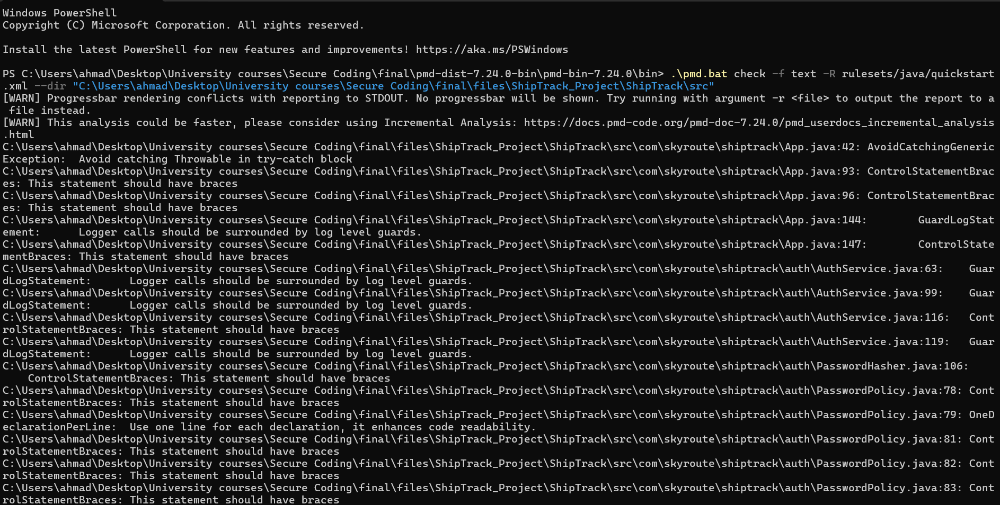 Windows PowerShell
Copyright (C) Microsoft Corporation. All rights reserved.
Install the latest PowerShell for new features and improvements! https://aka.ms/PSWindows
PS C:\Users\ahmad\Desktop\University courses\Secure Coding\final\pmd-dist-7.24.0-bin\pmd-bin-7.24.0\bin> .\pmd.bat check -f text -R rulesets/java/quickstart
.xml --dir "C:\Users\ahmad\Desktop\University courses\Secure Coding\final\files\ShipTrack_Project\ShipTrack\src"
[WARN] Progressbar rendering conflicts with reporting to STDOUT. No progressbar will be shown. Try running with argument -r <file> to output the report to a
 file instead.
[WARN] This analysis could be faster, please consider using Incremental Analysis: https://docs.pmd-code.org/pmd-doc-7.24.0/pmd_userdocs_incremental_analysis
.html
C:\Users\ahmad\Desktop\University courses\Secure Coding\final\files\ShipTrack_Project\ShipTrack\src\com\skyroute\shiptrack\App.java:42: AvoidCatchingGeneric
Exception:  Avoid catching Throwable in try-catch block
C:\Users\ahmad\Desktop\University courses\Secure Coding\final\files\ShipTrack_Project\ShipTrack\src\com\skyroute\shiptrack\App.java:93: ControlStatementBrac
es: This statement should have braces
C:\Users\ahmad\Desktop\University courses\Secure Coding\final\files\ShipTrack_Project\ShipTrack\src\com\skyroute\shiptrack\App.java:96: ControlStatementBrac
es: This statement should have braces
C:\Users\ahmad\Desktop\University courses\Secure Coding\final\files\ShipTrack_Project\ShipTrack\src\com\skyroute\shiptrack\App.java:144:        GuardLogStat
ement:      Logger calls should be surrounded by log level guards.
C:\Users\ahmad\Desktop\University courses\Secure Coding\final\files\ShipTrack_Project\ShipTrack\src\com\skyroute\shiptrack\App.java:147:        ControlState
mentBraces: This statement should have braces
C:\Users\ahmad\Desktop\University courses\Secure Coding\final\files\ShipTrack_Project\ShipTrack\src\com\skyroute\shiptrack\auth\AuthService.java:63:    Guar
dLogStatement:      Logger calls should be surrounded by log level guards.
C:\Users\ahmad\Desktop\University courses\Secure Coding\final\files\ShipTrack_Project\ShipTrack\src\com\skyroute\shiptrack\auth\AuthService.java:99:    Guar
dLogStatement:      Logger calls should be surrounded by log level guards.
C:\Users\ahmad\Desktop\University courses\Secure Coding\final\files\ShipTrack_Project\ShipTrack\src\com\skyroute\shiptrack\auth\AuthService.java:116:   Cont
rolStatementBraces: This statement should have braces
C:\Users\ahmad\Desktop\University courses\Secure Coding\final\files\ShipTrack_Project\ShipTrack\src\com\skyroute\shiptrack\auth\AuthService.java:119:   Guar
dLogStatement:      Logger calls should be surrounded by log level guards.
C:\Users\ahmad\Desktop\University courses\Secure Coding\final\files\ShipTrack_Project\ShipTrack\src\com\skyroute\shiptrack\auth\PasswordHasher.java:106:
    ControlStatementBraces: This statement should have braces
C:\Users\ahmad\Desktop\University courses\Secure Coding\final\files\ShipTrack_Project\ShipTrack\src\com\skyroute\shiptrack\auth\PasswordPolicy.java:78: Cont
rolStatementBraces: This statement should have braces
C:\Users\ahmad\Desktop\University courses\Secure Coding\final\files\ShipTrack_Project\ShipTrack\src\com\skyroute\shiptrack\auth\PasswordPolicy.java:79: OneD
eclarationPerLine:  Use one line for each declaration, it enhances code readability.
C:\Users\ahmad\Desktop\University courses\Secure Coding\final\files\ShipTrack_Project\ShipTrack\src\com\skyroute\shiptrack\auth\PasswordPolicy.java:81: Cont
rolStatementBraces: This statement should have braces
C:\Users\ahmad\Desktop\University courses\Secure Coding\final\files\ShipTrack_Project\ShipTrack\src\com\skyroute\shiptrack\auth\PasswordPolicy.java:82: Cont
rolStatementBraces: This statement should have braces
C:\Users\ahmad\Desktop\University courses\Secure Coding\final\files\ShipTrack_Project\ShipTrack\src\com\skyroute\shiptrack\auth\PasswordPolicy.java:83: Cont
rolStatementBraces: This statement should have braces